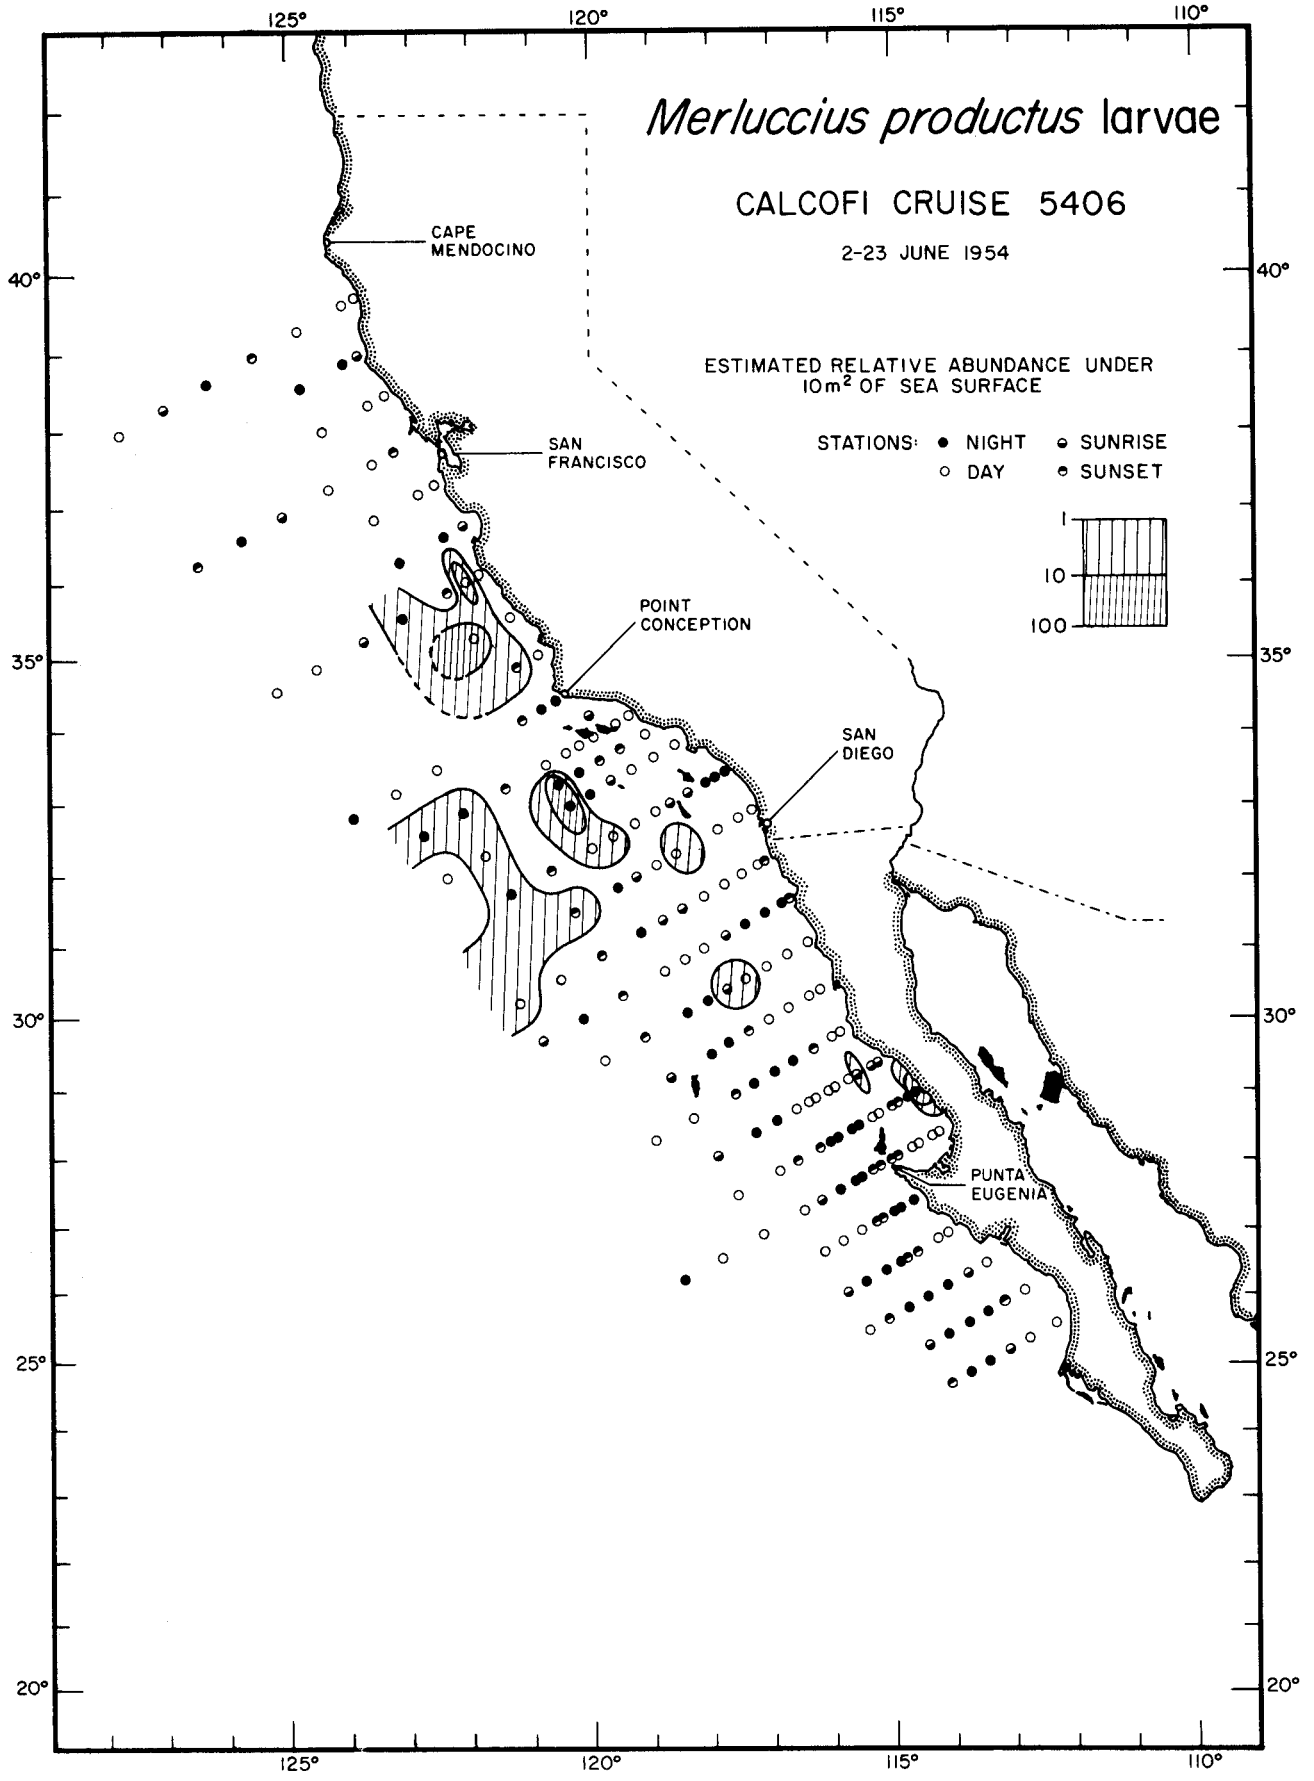 125° 120° 115° 110°
Merluccius productus larvae
CALCOFI CRUISE 5406
2-23 JUNE 1954
CAPE
MENDOCINO
40° 40°
ESTIMATED RELATIVE ABUNDANCE UNDER
10m² OF SEA SURFACE
STATIONS: ● NIGHT ◒ SUNRISE
○ DAY ◓ SUNSET
SAN
FRANCISCO
1
10
100
POINT
CONCEPTION
35° 35°
SAN
DIEGO
30° 30°
PUNTA
EUGENIA
25° 25°
20° 20°
125° 120° 115° 110°